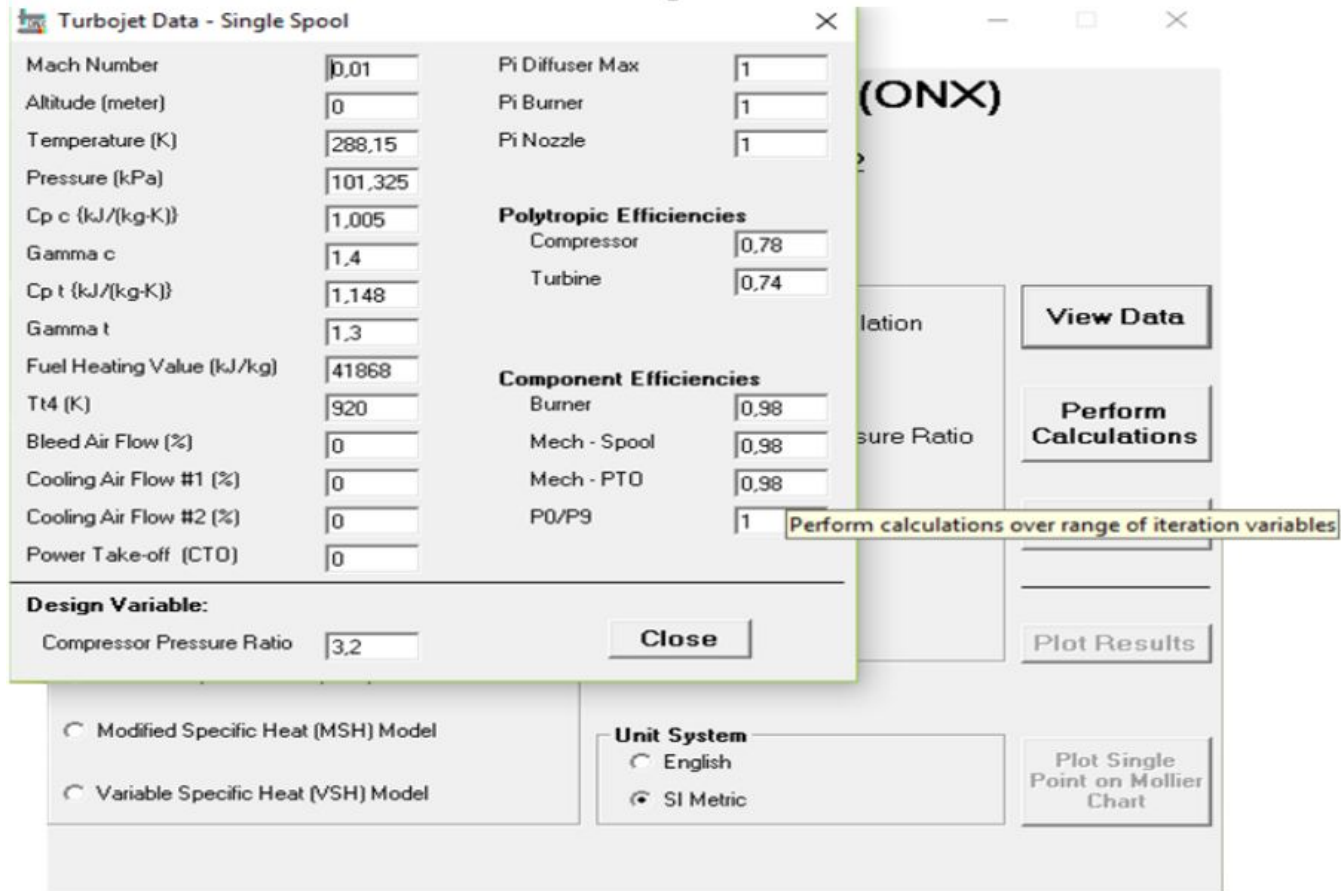 Turbojet Data - Single Spool
Mach Number 0,01
Altitude (meter) 0
Temperature (K) 288,15
Pressure (kPa) 101,325
Cp c {kJ/(kg-K)} 1,005
Gamma c 1,4
Cp t {kJ/(kg-K)} 1,148
Gamma t 1,3
Fuel Heating Value (kJ/kg) 41868
Tt4 (K) 920
Bleed Air Flow (%) 0
Cooling Air Flow #1 (%) 0
Cooling Air Flow #2 (%) 0
Power Take-off (CTO) 0
Pi Diffuser Max 1
Pi Burner 1
Pi Nozzle 1
Polytropic Efficiencies
Compressor 0,78
Turbine 0,74
Component Efficiencies
Burner 0,98
Mech - Spool 0,98
Mech - PTO 0,98
P0/P9 1
Design Variable:
Compressor Pressure Ratio 3,2
Close
(ONX)
lation
sure Ratio
View Data
Perform
Calculations
Perform calculations over range of iteration variables
Plot Results
Modified Specific Heat (MSH) Model
Variable Specific Heat (VSH) Model
Unit System
English
SI Metric
Plot Single
Point on Mollier
Chart